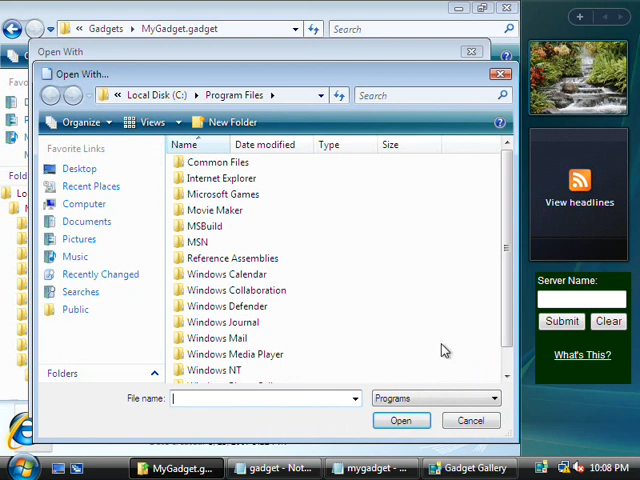 Gadgets ▸ MyGadget.gadget
Search
Open With
Open With...
Local Disk (C:) ▸ Program Files ▸
Search
Organize
Views
New Folder
Favorite Links
Name
Date modified
Type
Size
Desktop
Recent Places
Computer
Documents
Pictures
Music
Recently Changed
Searches
Public
Folders
Common Files
Internet Explorer
Microsoft Games
Movie Maker
MSBuild
MSN
Reference Assemblies
Windows Calendar
Windows Collaboration
Windows Defender
Windows Journal
Windows Mail
Windows Media Player
Windows NT
File name:
Programs
Open
Cancel
View headlines
Server Name:
Submit
Clear
What's This?
MyGadget.g...
gadget - Not...
mygadget - ...
Gadget Gallery
10:08 PM